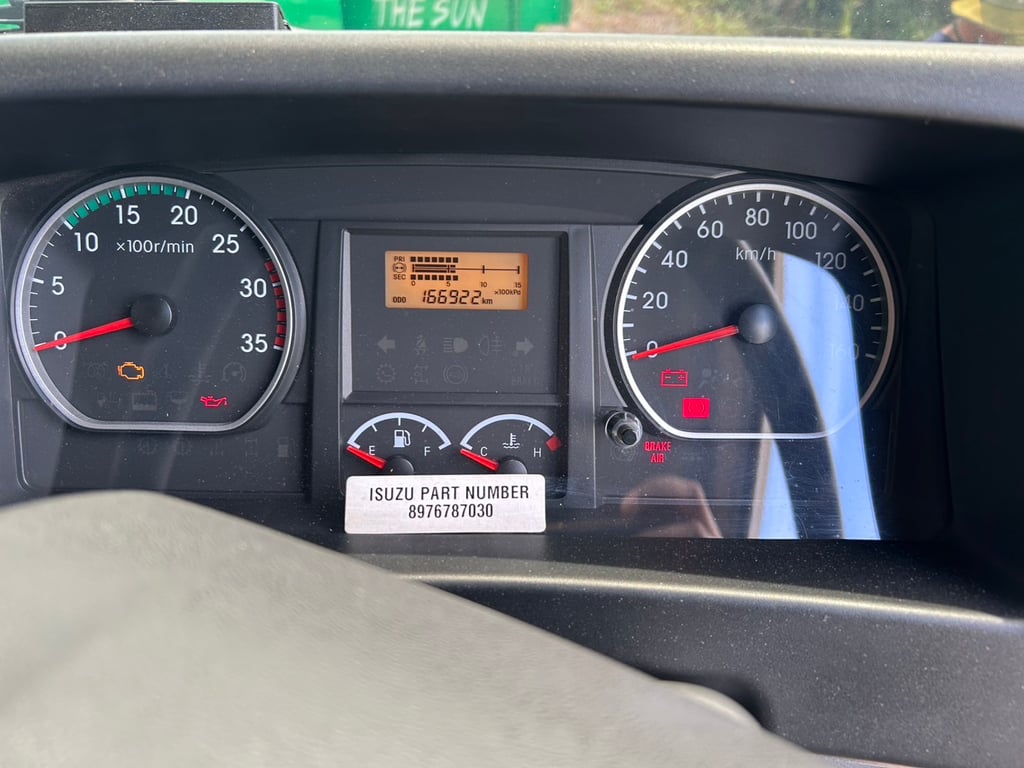 THE SUN
10
15
20
25
30
35
5
0
×100r/min
PRI
SEC
0 5 10 15
×100kPa
ODO 166922 km
E F
C H
0
20
40
60
80
100
120
140
160
km/h
BRAKE
AIR
ISUZU PART NUMBER
8976787030